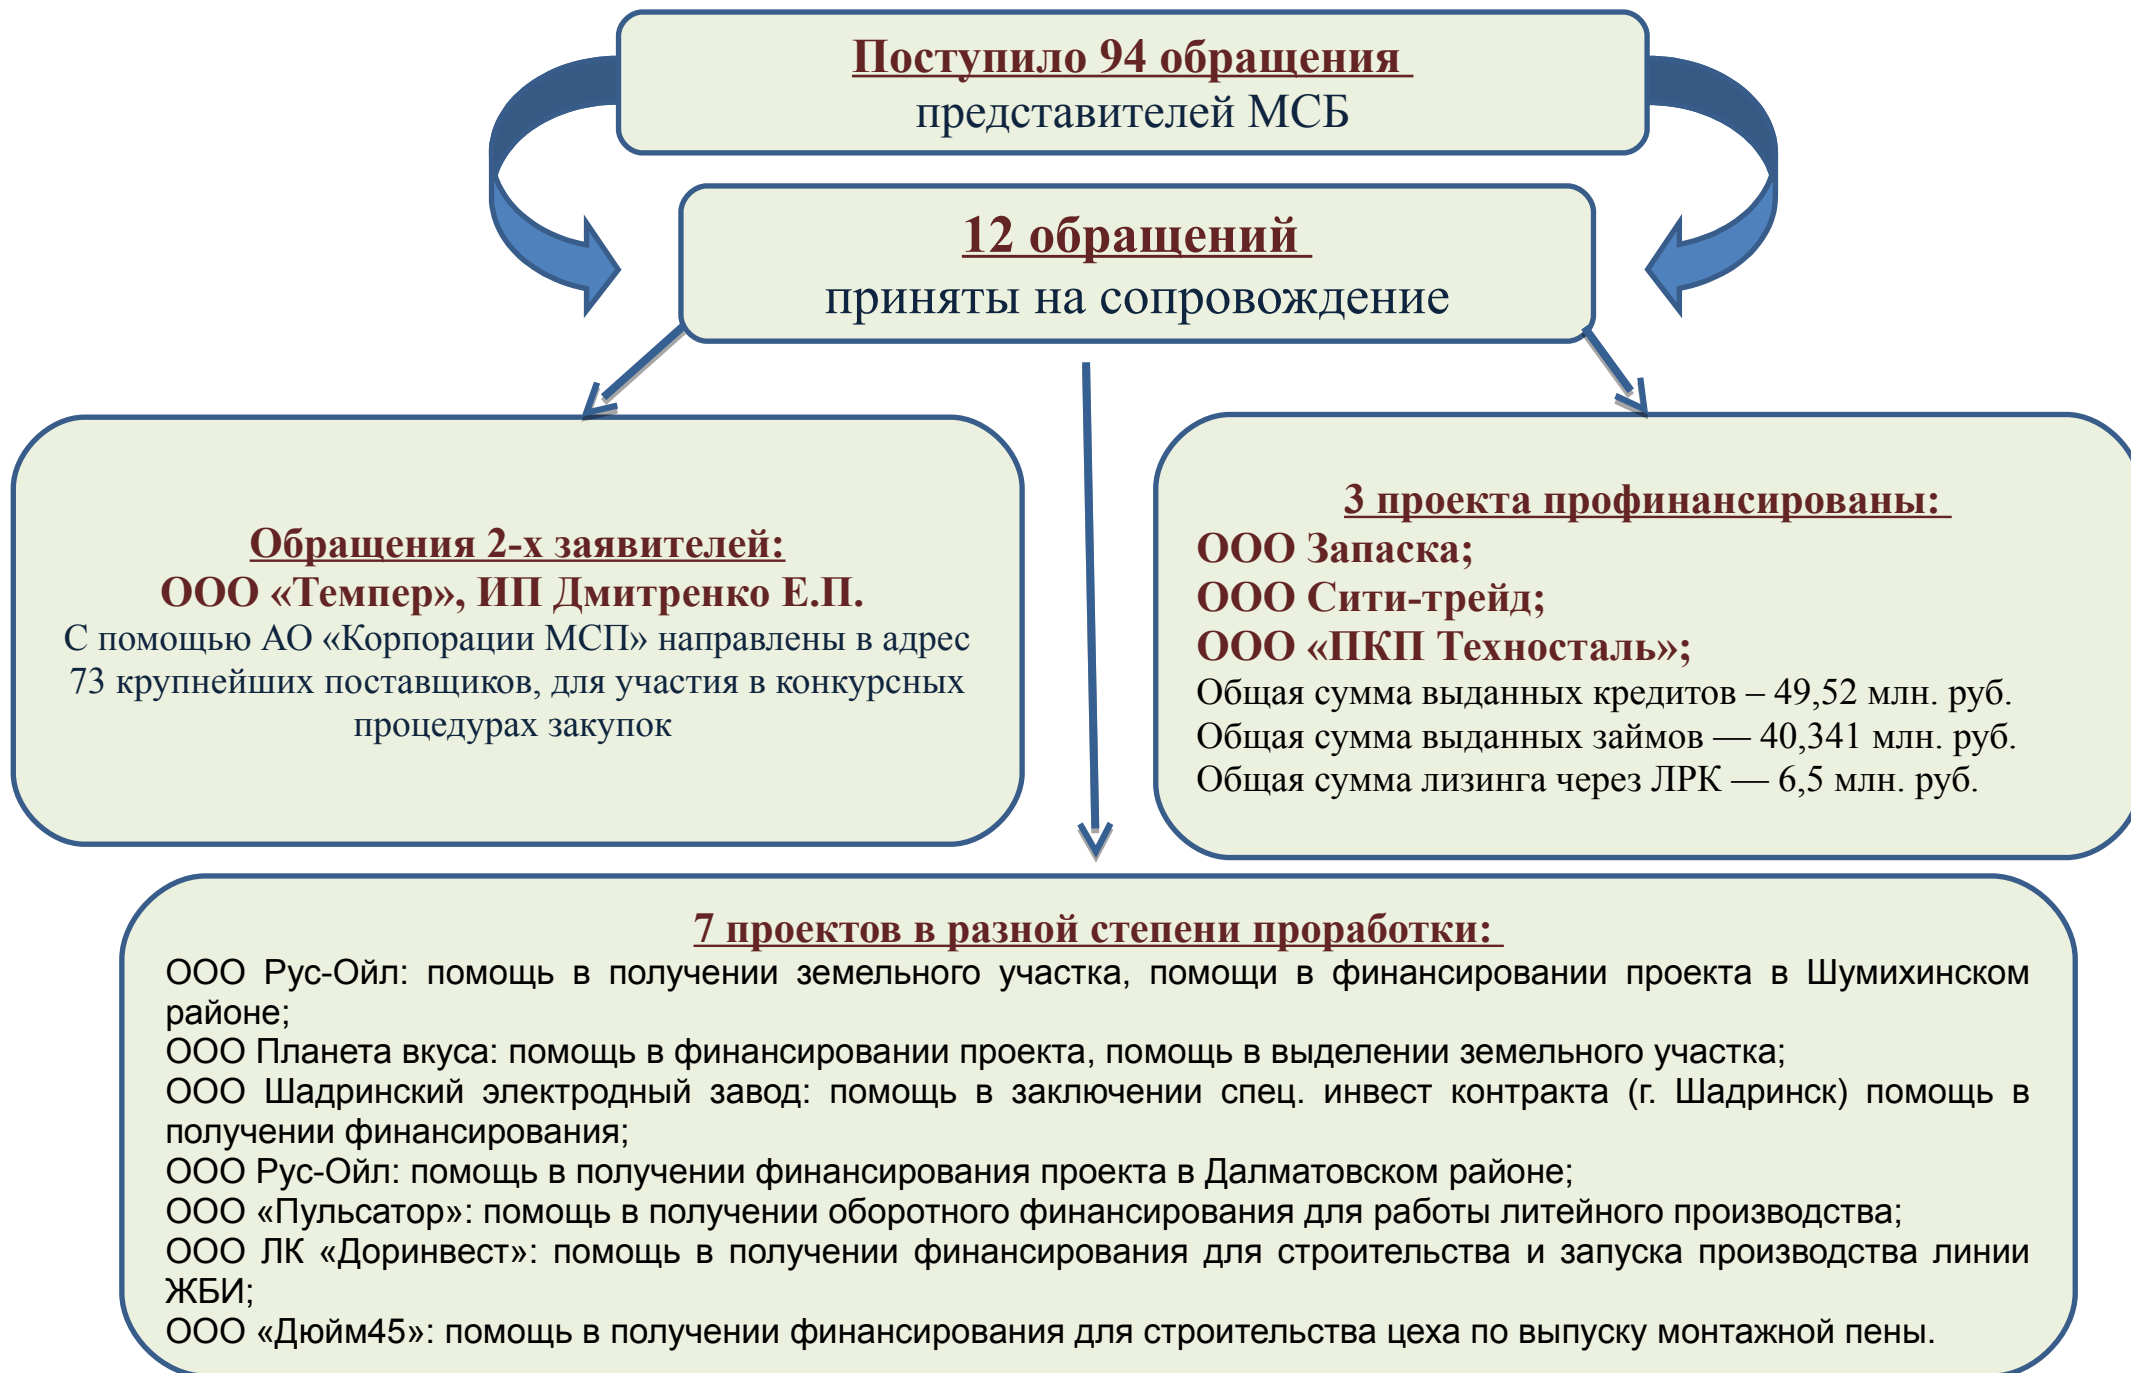 Поступило 94 обращения
представителей МСБ
12 обращений
приняты на сопровождение
Обращения 2-х заявителей:
ООО «Темпер», ИП Дмитренко Е.П.
С помощью АО «Корпорации МСП» направлены в адрес
73 крупнейших поставщиков, для участия в конкурсных
процедурах закупок
3 проекта профинансированы:
ООО Запаска;
ООО Сити-трейд;
ООО «ПКП Техносталь»;
Общая сумма выданных кредитов – 49,52 млн. руб.
Общая сумма выданных займов — 40,341 млн. руб.
Общая сумма лизинга через ЛРК — 6,5 млн. руб.
7 проектов в разной степени проработки:
ООО Рус-Ойл: помощь в получении земельного участка, помощи в финансировании проекта в Шумихинском
районе;
ООО Планета вкуса: помощь в финансировании проекта, помощь в выделении земельного участка;
ООО Шадринский электродный завод: помощь в заключении спец. инвест контракта (г. Шадринск) помощь в
получении финансирования;
ООО Рус-Ойл: помощь в получении финансирования проекта в Далматовском районе;
ООО «Пульсатор»: помощь в получении оборотного финансирования для работы литейного производства;
ООО ЛК «Доринвест»: помощь в получении финансирования для строительства и запуска производства линии
ЖБИ;
ООО «Дюйм45»: помощь в получении финансирования для строительства цеха по выпуску монтажной пены.